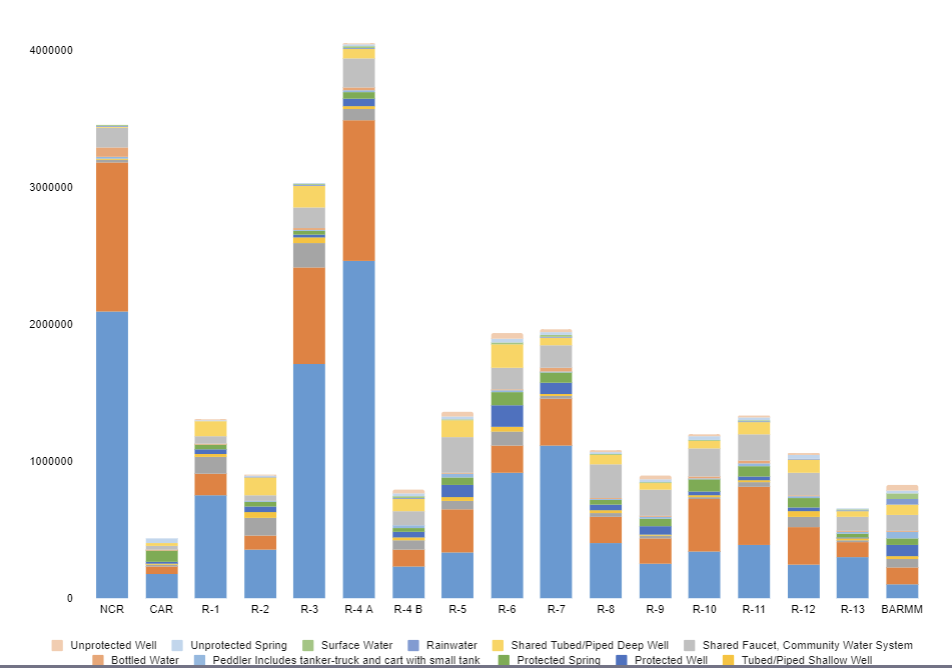 4000000
3000000
2000000
1000000
0
NCR CAR R-1 R-2 R-3 R-4 A R-4 B R-5 R-6 R-7 R-8 R-9 R-10 R-11 R-12 R-13 BARMM
Unprotected Well Unprotected Spring Surface Water Rainwater Shared Tubed/Piped Deep Well Shared Faucet, Community Water System
Bottled Water Peddler Includes tanker-truck and cart with small tank Protected Spring Protected Well Tubed/Piped Shallow Well